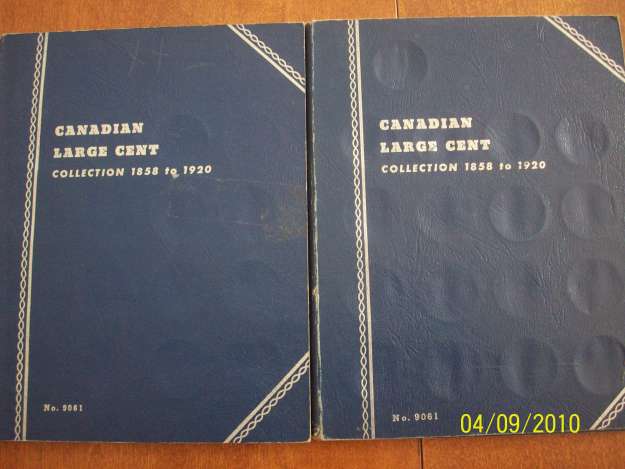 CANADIAN
LARGE CENT
COLLECTION 1858 to 1920
No. 9061
CANADIAN
LARGE CENT
COLLECTION 1858 to 1920
No. 9061
04/09/2010